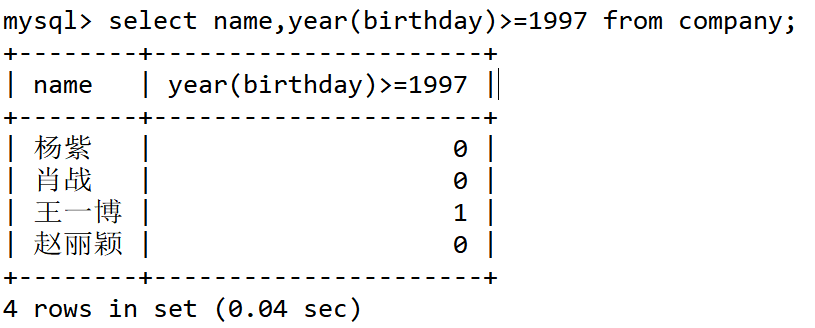 mysql> select name,year(birthday)>=1997 from company;
+--------+----------------------+
| name   | year(birthday)>=1997 |
+--------+----------------------+
| 杨紫   |                    0 |
| 肖战   |                    0 |
| 王一博 |                    1 |
| 赵丽颖 |                    0 |
+--------+----------------------+
4 rows in set (0.04 sec)